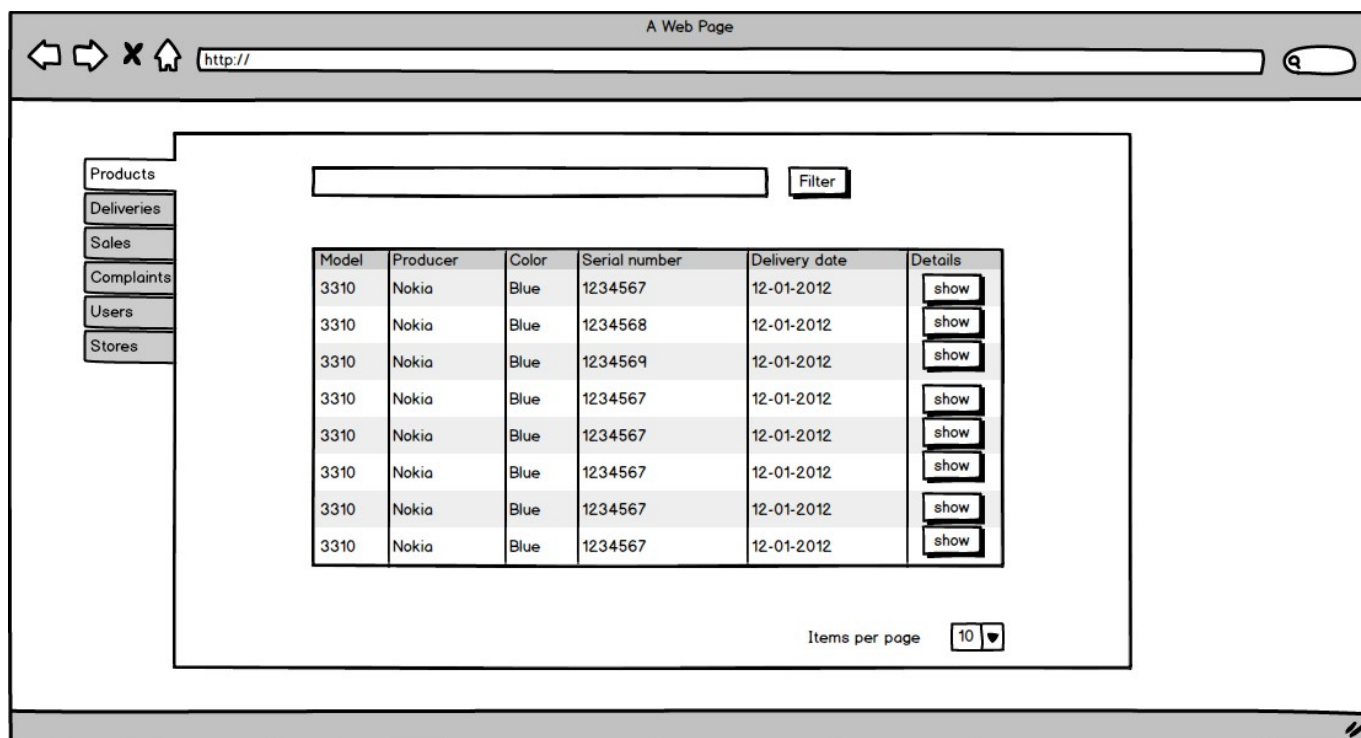 A Web Page
http://
Products
Deliveries
Sales
Complaints
Users
Stores
Filter
Model Producer Color Serial number Delivery date Details
3310 Nokia Blue 1234567 12-01-2012 show
3310 Nokia Blue 1234568 12-01-2012 show
3310 Nokia Blue 1234569 12-01-2012 show
3310 Nokia Blue 1234567 12-01-2012 show
3310 Nokia Blue 1234567 12-01-2012 show
3310 Nokia Blue 1234567 12-01-2012 show
3310 Nokia Blue 1234567 12-01-2012 show
3310 Nokia Blue 1234567 12-01-2012 show
Items per page 10